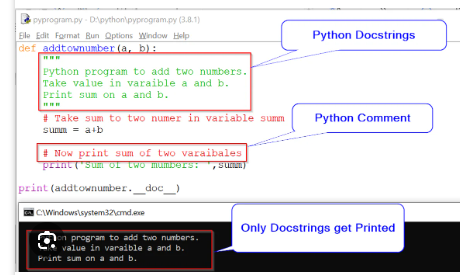 pyprogram.py - D:\python\pyprogram.py (3.8.1)
File Edit Format Run Options Window Help
def addtownumber(a, b):
"""
Python program to add two numbers.
Take value in varaible a and b.
Print sum on a and b.
"""
# Take sum to two numer in variable summ
summ = a+b
# Now print sum of two varaibales
print("Sum of two mumbers: ",summ)
print(addtownumber.__doc__)
Python Docstrings
Python Comment
C:\Windows\system32\cmd.exe
on program to add two numbers.
value in varaible a and b.
Print sum on a and b.
Only Docstrings get Printed